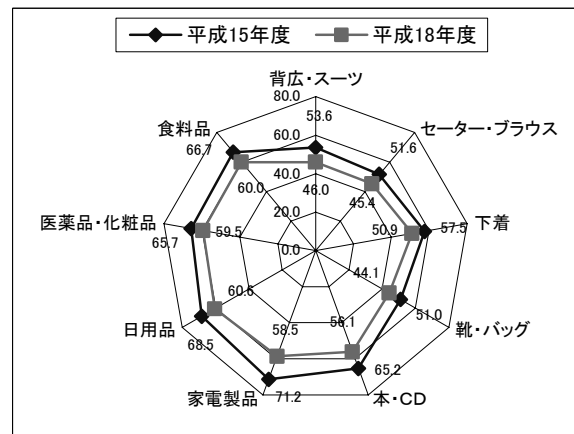 平成15年度 平成18年度
背広・スーツ
80.0
53.6
食料品
セーター・ブラウス
66.7
60.0
51.6
40.0
46.0
60.0
45.4
医薬品・化粧品
下着
65.7
59.5
20.0
50.9
57.5
0.0
44.1
60.6
51.0
日用品
靴・バッグ
68.5
58.5
56.1
65.2
家電製品
71.2
本・CD